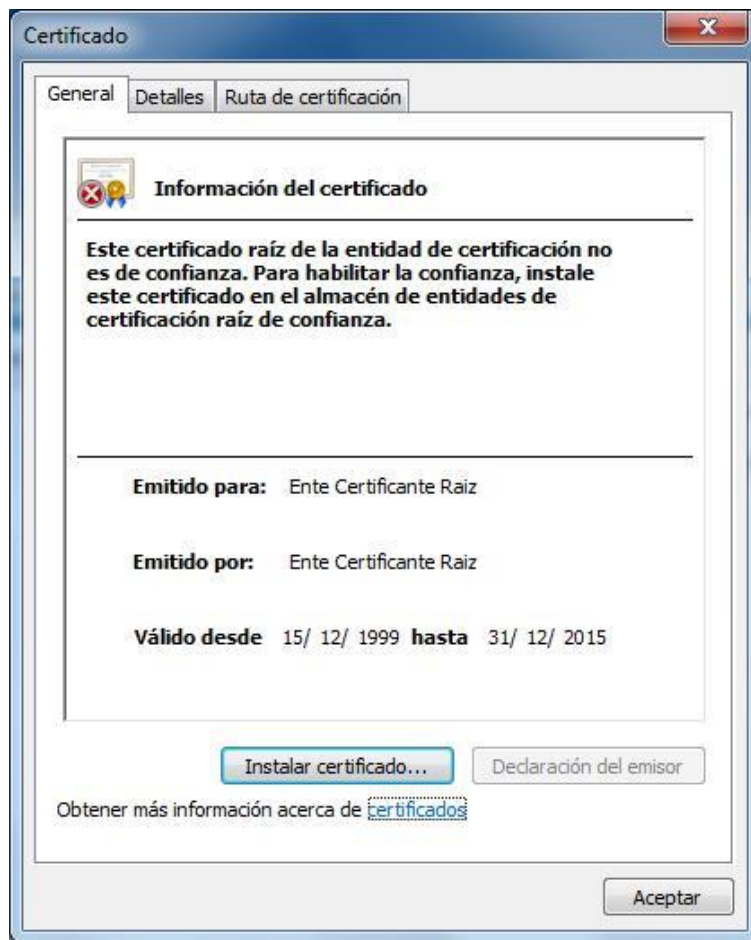 Certificado
General Detalles Ruta de certificación
Información del certificado
Este certificado raíz de la entidad de certificación no
es de confianza. Para habilitar la confianza, instale
este certificado en el almacén de entidades de
certificación raíz de confianza.
Emitido para: Ente Certificante Raiz
Emitido por: Ente Certificante Raiz
Válido desde 15/ 12/ 1999 hasta 31/ 12/ 2015
Instalar certificado... Declaración del emisor
Obtener más información acerca de certificados
Aceptar